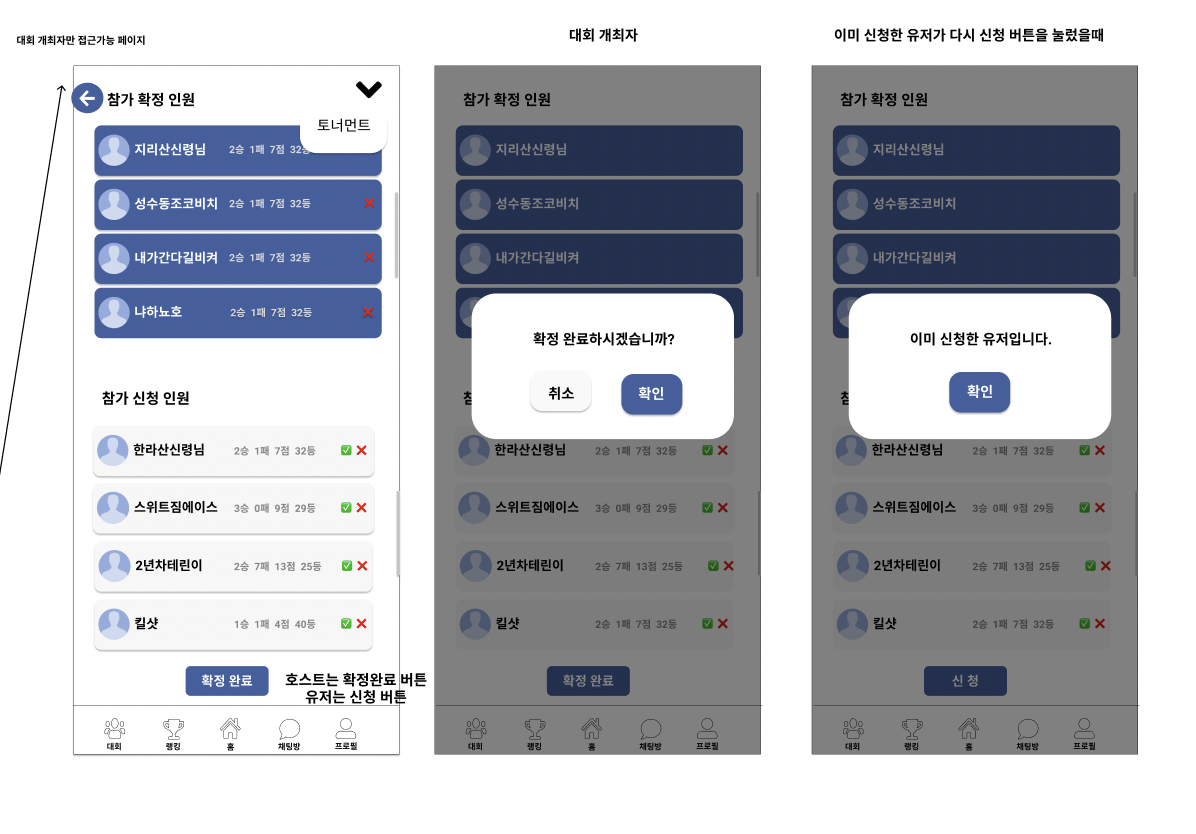 대회 개최자만 접근가능 페이지
대회 개최자
이미 신청한 유저가 다시 신청 버튼을 눌렀을때
참가 확정 인원
토너먼트
지리산신령님 2승 1패 7점 32등
성수동조코비치 2승 1패 7점 32등
내가간다길비켜 2승 1패 7점 32등
냐하뇨호 2승 1패 7점 32등
참가 신청 인원
한라산신령님 2승 1패 7점 32등
스위트짐에이스 3승 0패 9점 29등
2년차테린이 2승 7패 13점 25등
킬샷 1승 1패 4점 40등
확정 완료
호스트는 확정완료 버튼
유저는 신청 버튼
대회 랭킹 홈 채팅방 프로필
참가 확정 인원
지리산신령님
성수동조코비치
내가간다길비켜
확정 완료하시겠습니까?
취소 확인
참
한라산신령님 2승 1패 7점 32등
스위트짐에이스 3승 0패 9점 29등
2년차테린이 2승 7패 13점 25등
킬샷 2승 1패 7점 32등
확정 완료
대회 랭킹 홈 채팅방 프로필
참가 확정 인원
지리산신령님
성수동조코비치
내가간다길비켜
이미 신청한 유저입니다.
확인
참
한라산신령님 2승 1패 7점 32등
스위트짐에이스 3승 0패 9점 29등
2년차테린이 2승 7패 13점 25등
킬샷 2승 1패 7점 32등
신 청
대회 랭킹 홈 채팅방 프로필